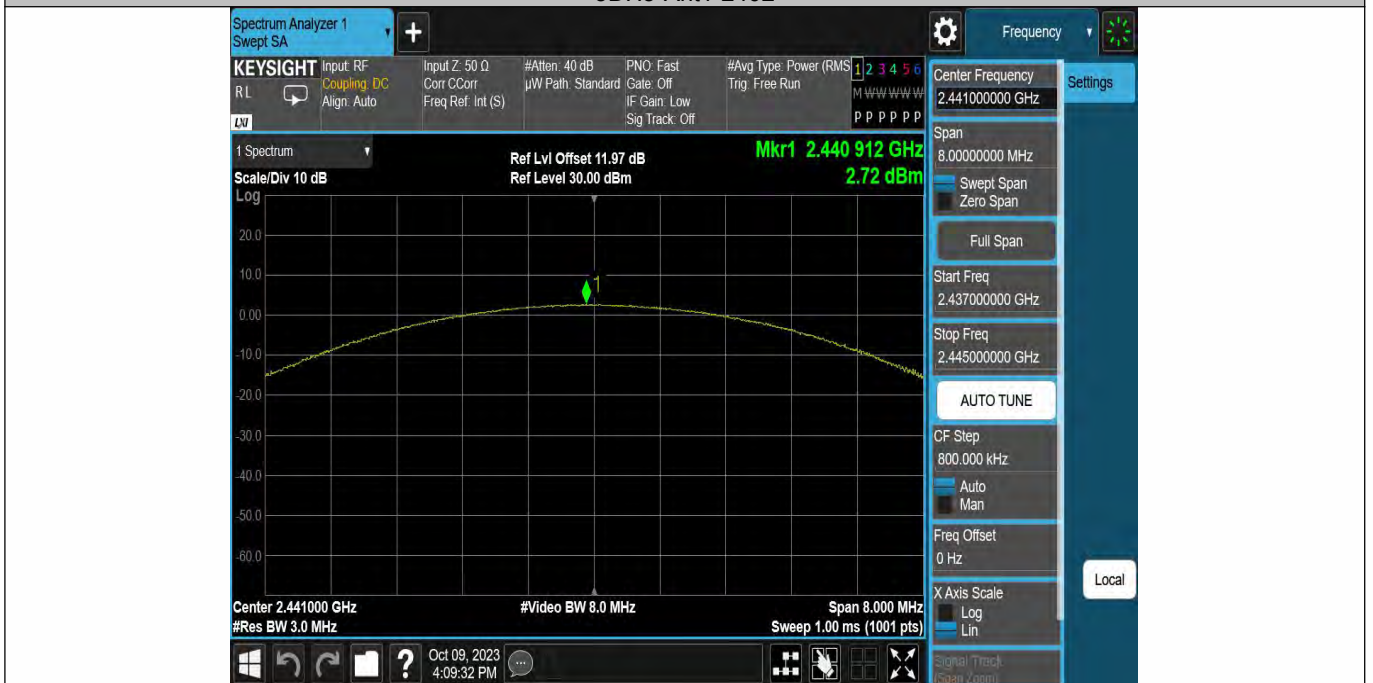 Spectrum Analyzer 1
Swept SA
+
Frequency
KEYSIGHT
RL
LXI
Input: RF
Coupling: DC
Align: Auto
Input Z: 50 Ω
Corr CCorr
Freq Ref: Int (S)
#Atten: 40 dB
µW Path: Standard
PNO: Fast
Gate: Off
IF Gain: Low
Sig Track: Off
#Avg Type: Power (RMS
Trig: Free Run
1 2 3 4 5 6
M W W W W W
P P P P P P
Center Frequency
2.441000000 GHz
Settings
Span
8.00000000 MHz
Swept Span
Zero Span
Full Span
Start Freq
2.437000000 GHz
Stop Freq
2.445000000 GHz
AUTO TUNE
CF Step
800.000 kHz
Auto
Man
Freq Offset
0 Hz
X Axis Scale
Log
Lin
Signal Track
(Span Zoom)
Local
1 Spectrum
Scale/Div 10 dB
Log
Ref Lvl Offset 11.97 dB
Ref Level 30.00 dBm
Mkr1 2.440 912 GHz
2.72 dBm
20.0
10.0
0.00
-10.0
-20.0
-30.0
-40.0
-50.0
-60.0
1
Center 2.441000 GHz
#Res BW 3.0 MHz
#Video BW 8.0 MHz
Span 8.000 MHz
Sweep 1.00 ms (1001 pts)
?
Oct 09, 2023
4:09:32 PM